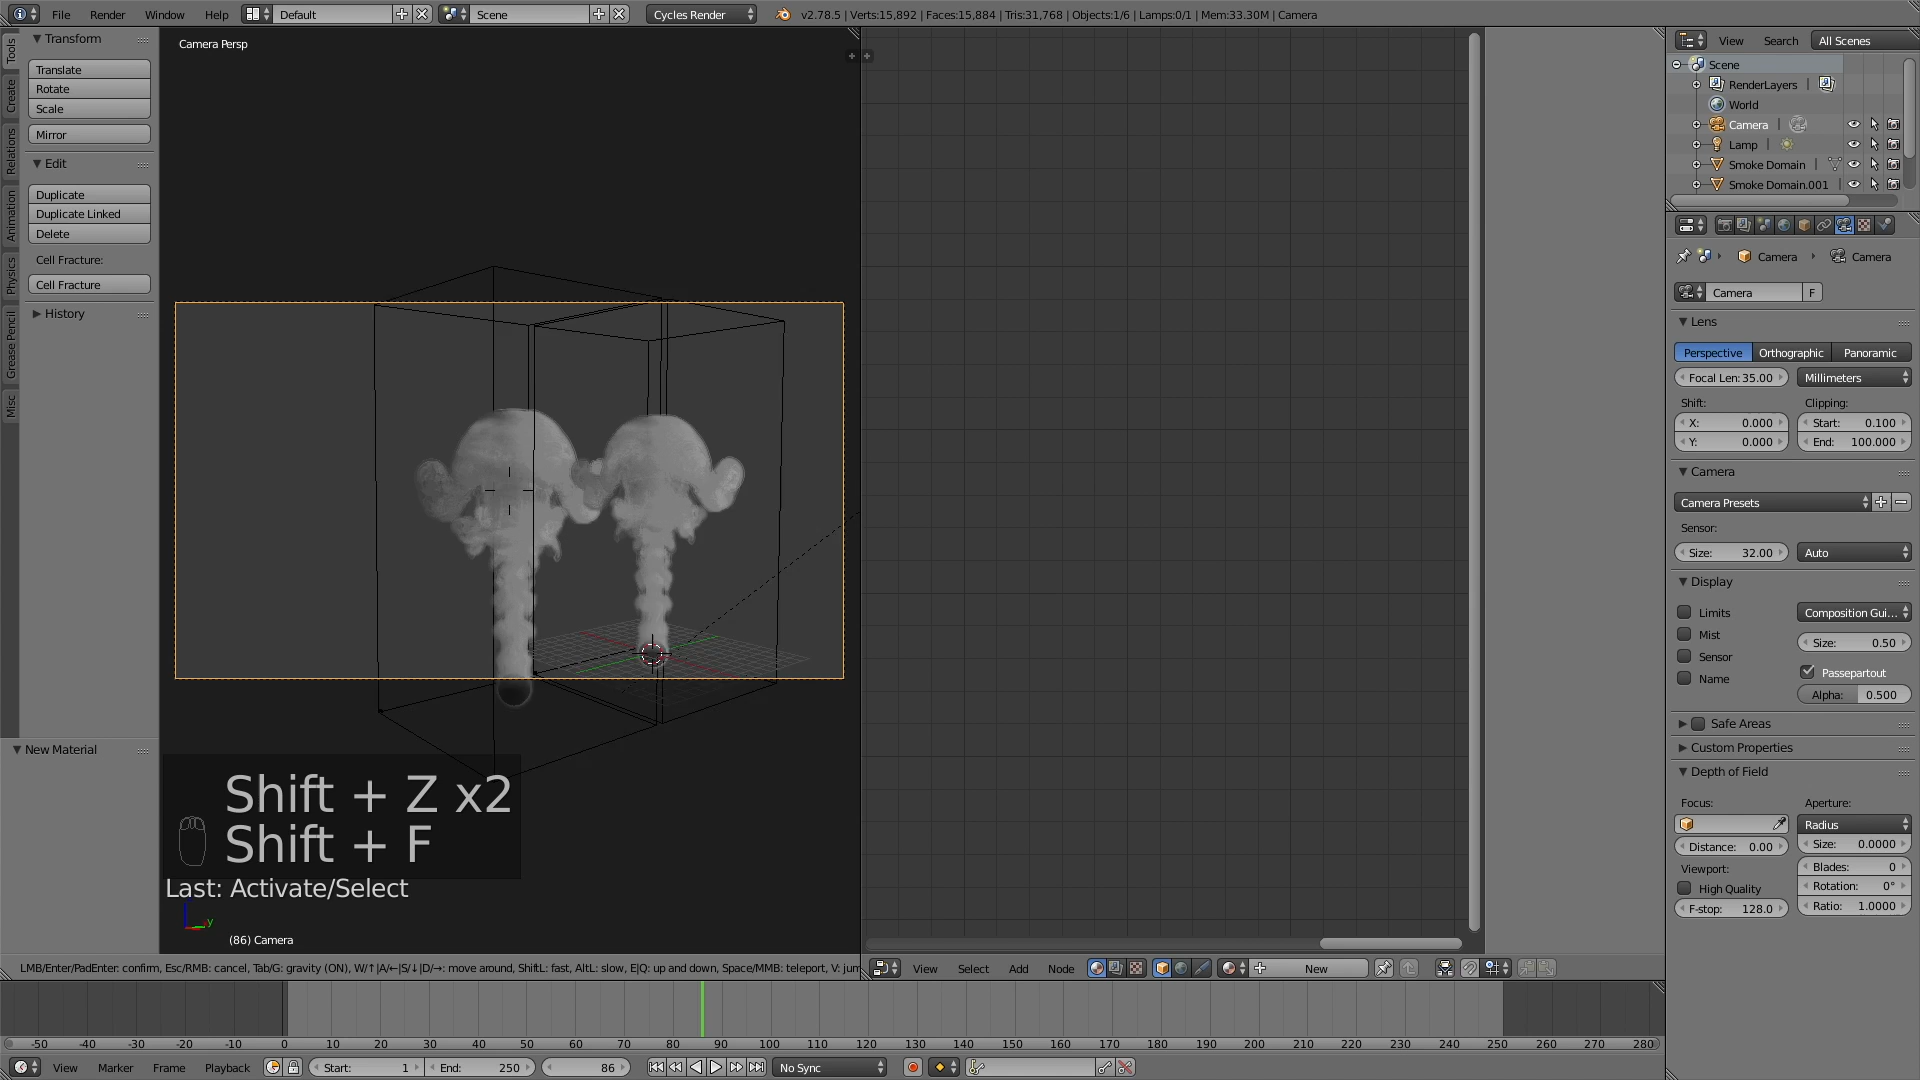 File Render Window Help Default Scene Cycles Render v2.78.5 | Verts:15,892 | Faces:15,884 | Tris:31,768 | Objects:1/6 | Lamps:0/1 | Mem:33.30M | Camera
Tools
Create
Relations
Animation
Physics
Grease Pencil
Misc
Transform
Translate
Rotate
Scale
Mirror
Edit
Duplicate
Duplicate Linked
Delete
Cell Fracture:
Cell Fracture
History
New Material
Camera Persp
Shift + Z x2
Shift + F
Last: Activate/Select
y
(86) Camera
LMB/Enter/PadEnter: confirm, Esc/RMB: cancel, Tab/G: gravity (ON), W/↑|A/←|S/↓|D/→: move around, ShiftL: fast, AltL: slow, E|Q: up and down, Space/MMB: teleport, V: jum
View Select Add Node New
View Search All Scenes
Scene
RenderLayers |
World
Camera |
Lamp |
Smoke Domain |
Smoke Domain.001 |
Camera Camera
Camera F
Lens
Perspective Orthographic Panoramic
Focal Len: 35.00 Millimeters
Shift: Clipping:
X: 0.000 Start: 0.100
Y: 0.000 End: 100.000
Camera
Camera Presets
Sensor:
Size: 32.00 Auto
Display
Limits Composition Gui...
Mist Size: 0.50
Sensor Passepartout
Name Alpha: 0.500
Safe Areas
Custom Properties
Depth of Field
Focus: Aperture:
Radius
Distance: 0.00 Size: 0.0000
Viewport: Blades: 0
High Quality Rotation: 0°
F-stop: 128.0 Ratio: 1.0000
-50 -40 -30 -20 -10 0 10 20 30 40 50 60 70 80 90 100 110 120 130 140 150 160 170 180 190 200 210 220 230 240 250 260 270 280
View Marker Frame Playback Start: 1 End: 250 86 No Sync